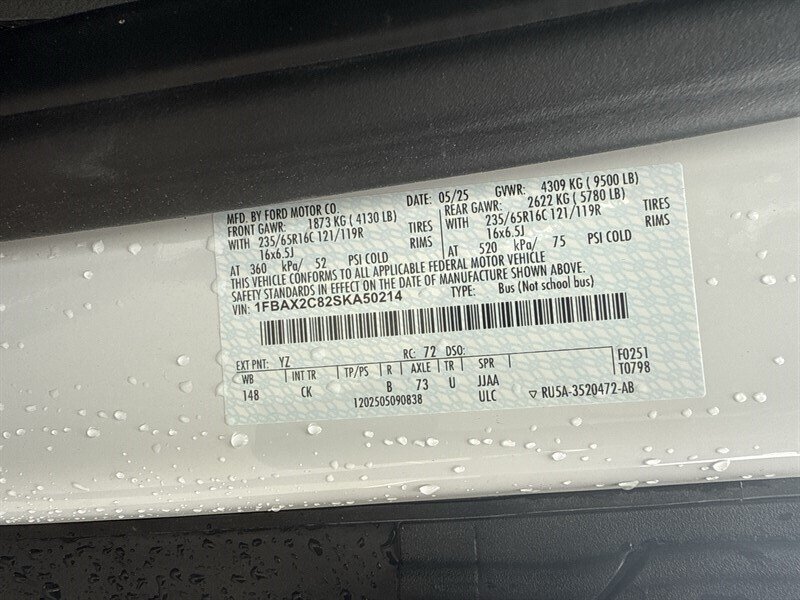 MFD. BY FORD MOTOR CO. DATE: 05/25 GVWR: 4309 KG ( 9500 LB)
FRONT GAWR: 1873 KG ( 4130 LB) REAR GAWR: 2622 KG ( 5780 LB)
WITH 235/65R16C 121/119R TIRES WITH 235/65R16C 121/119R TIRES
16x6.5J RIMS 16x6.5J RIMS
AT 360 kPa/ 52 PSI COLD AT 520 kPa/ 75 PSI COLD
THIS VEHICLE CONFORMS TO ALL APPLICABLE FEDERAL MOTOR VEHICLE
SAFETY STANDARDS IN EFFECT ON THE DATE OF MANUFACTURE SHOWN ABOVE.
VIN: 1FBAX2C82SKA50214 TYPE: Bus (Not school bus)
EXT PNT: YZ RC: 72 DSO: F0251
WB INT TR TP/PS R AXLE TR SPR T0798
148 CK B 73 U JJAA
1202505090838 ULC ▽ RU5A-3520472-AB